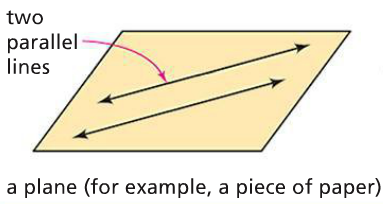 two
parallel
lines
a plane (for example, a piece of paper)